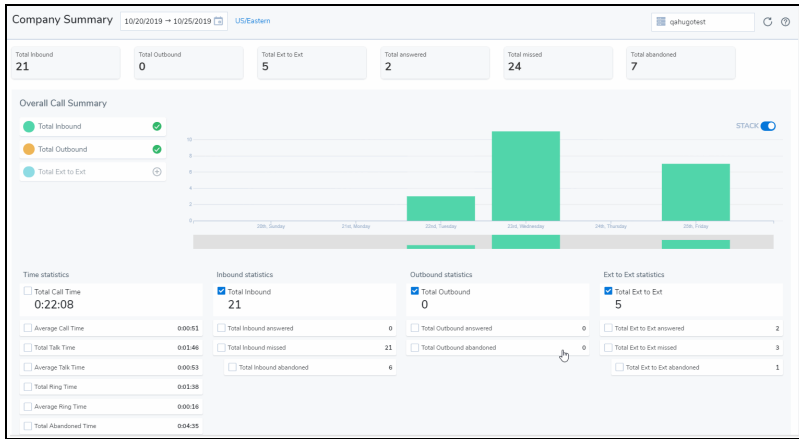 Company Summary 10/20/2019 → 10/25/2019 US/Eastern qahugotest
Total Inbound Total Outbound Total Ext to Ext Total answered Total missed Total abandoned
21 0 5 2 24 7
Overall Call Summary
Total Inbound
Total Outbound
Total Ext to Ext
STACK
10
8
6
4
2
0
20th, Sunday 21st, Monday 22nd, Tuesday 23rd, Wednesday 24th, Thursday 25th, Friday
Time statistics Inbound statistics Outbound statistics Ext to Ext statistics
Total Call Time Total Inbound Total Outbound Total Ext to Ext
0:22:08 21 0 5
Average Call Time 0:00:51 Total Inbound answered 0 Total Outbound answered 0 Total Ext to Ext answered 2
Total Talk Time 0:01:46 Total Inbound missed 21 Total Outbound abandoned 0 Total Ext to Ext missed 3
Average Talk Time 0:00:53 Total Inbound abandoned 6 Total Ext to Ext abandoned 1
Total Ring Time 0:01:38
Average Ring Time 0:00:16
Total Abandoned Time 0:04:35